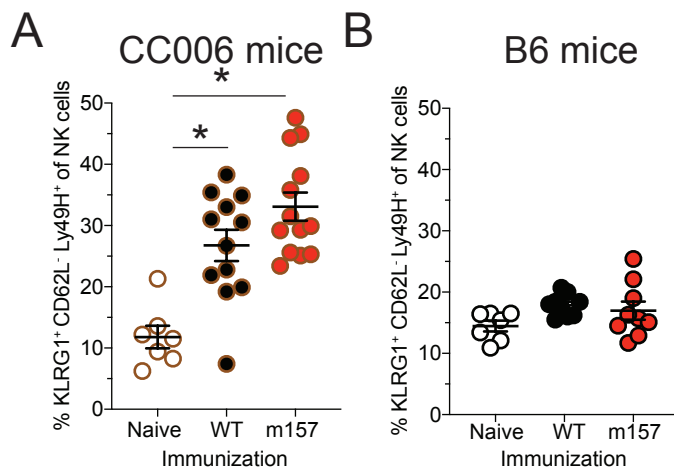 A
CC006 mice
*
*
% KLRG1+ CD62L- Ly49H+ of NK cells
50
40
30
20
10
0
Naive WT m157
Immunization
B
B6 mice
% KLRG1+ CD62L- Ly49H+ of NK cells
50
40
30
20
10
0
Naive WT m157
Immunization